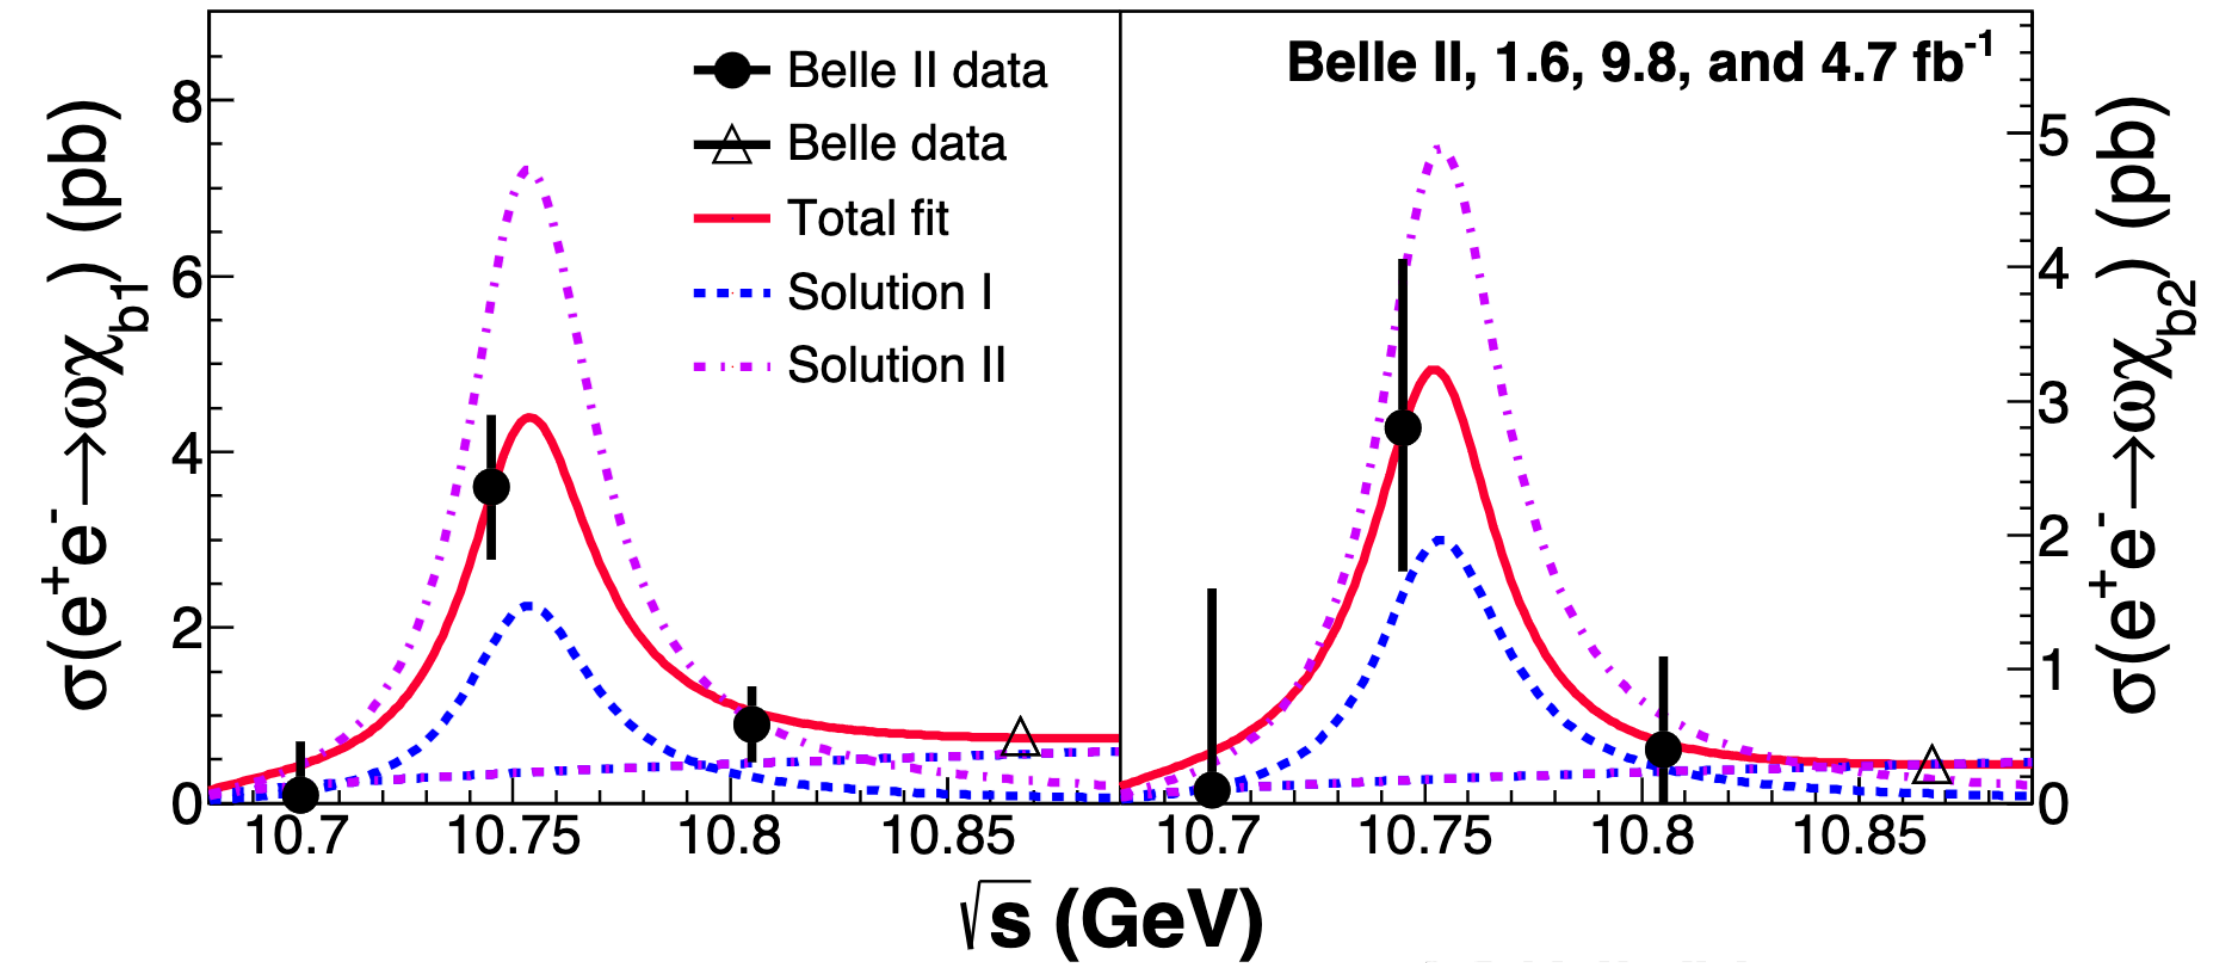 Belle II, 1.6, 9.8, and 4.7 fb⁻¹
Belle II data
Belle data
Total fit
Solution I
Solution II
σ(e⁺e⁻→ωχ_b1) (pb)
8
6
4
2
0
10.7 10.75 10.8 10.85
10.7 10.75 10.8 10.85
5
4
3
2
1
0
σ(e⁺e⁻→ωχ_b2) (pb)
√s (GeV)